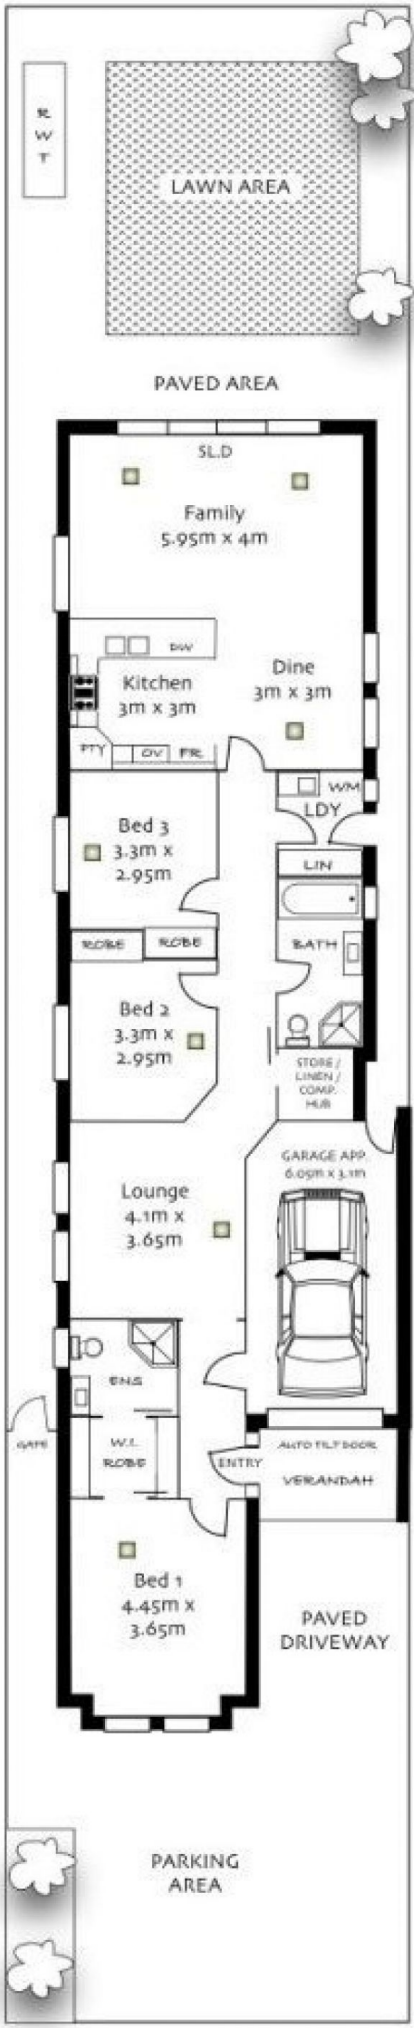 R
W
T
LAWN AREA
PAVED AREA
SL.D
Family
5.95m x 4m
DW
Kitchen
3m x 3m
Dine
3m x 3m
PTY
OV
FR.
WM
LDY
Bed 3
3.3m x
2.95m
LIN
ROBE
ROBE
BATH
Bed 2
3.3m x
2.95m
STORE /
LINEN /
COMP.
HUB
GARAGE APP.
6.05m x 3.1m
Lounge
4.1m x
3.65m
ENS
GATE
W.I.
ROBE
ENTRY
AUTO TILT DOOR
VERANDAH
Bed 1
4.45m x
3.65m
PAVED
DRIVEWAY
PARKING
AREA